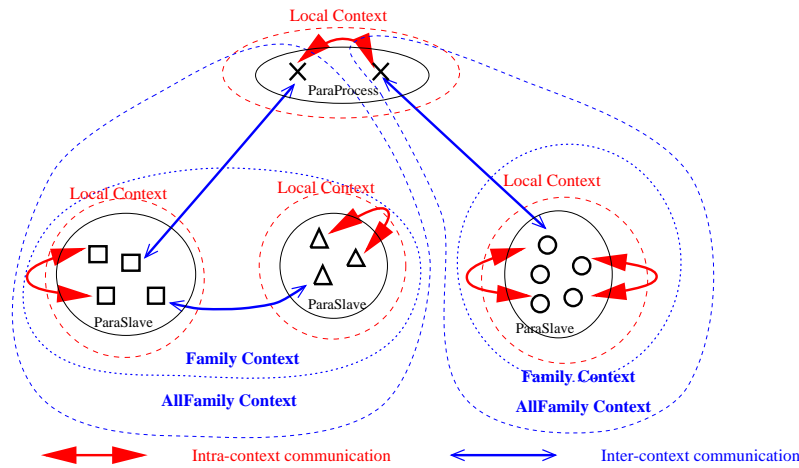 Local Context
ParaProcess
Local Context
Local Context
Local Context
ParaSlave
ParaSlave
ParaSlave
Family Context
Family Context
AllFamily Context
AllFamily Context
Intra-context communication
Inter-context communication